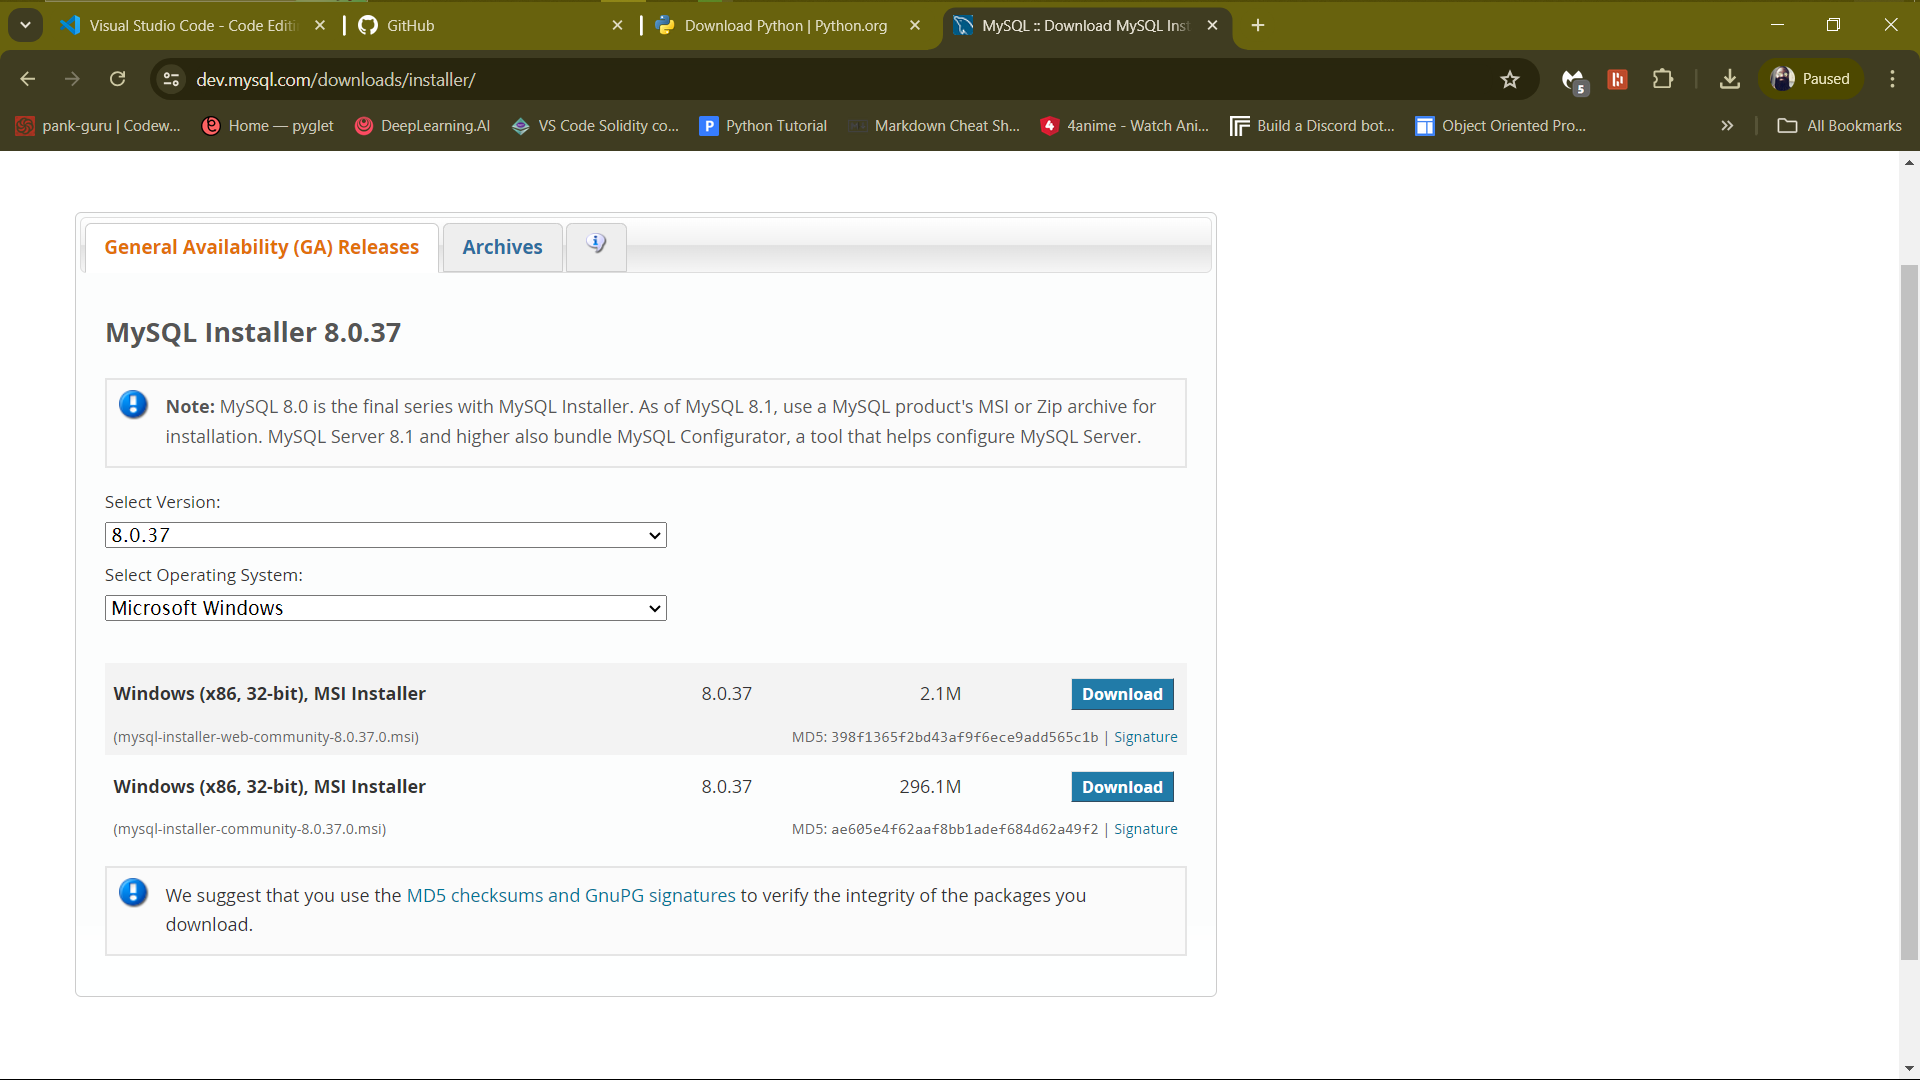 Visual Studio Code - Code Editi
GitHub
Download Python | Python.org
MySQL :: Download MySQL Inst
dev.mysql.com/downloads/installer/
5
Paused
pank-guru | Codew...
Home — pyglet
DeepLearning.AI
VS Code Solidity co...
Python Tutorial
Markdown Cheat Sh...
4anime - Watch Ani...
Build a Discord bot...
Object Oriented Pro...
All Bookmarks
General Availability (GA) Releases
Archives
MySQL Installer 8.0.37
Note: MySQL 8.0 is the final series with MySQL Installer. As of MySQL 8.1, use a MySQL product's MSI or Zip archive for
installation. MySQL Server 8.1 and higher also bundle MySQL Configurator, a tool that helps configure MySQL Server.
Select Version:
8.0.37
Select Operating System:
Microsoft Windows
Windows (x86, 32-bit), MSI Installer 8.0.37 2.1M Download
(mysql-installer-web-community-8.0.37.0.msi) MD5: 398f1365f2bd43af9f6ece9add565c1b | Signature
Windows (x86, 32-bit), MSI Installer 8.0.37 296.1M Download
(mysql-installer-community-8.0.37.0.msi) MD5: ae605e4f62aaf8bb1adef684d62a49f2 | Signature
We suggest that you use the MD5 checksums and GnuPG signatures to verify the integrity of the packages you
download.